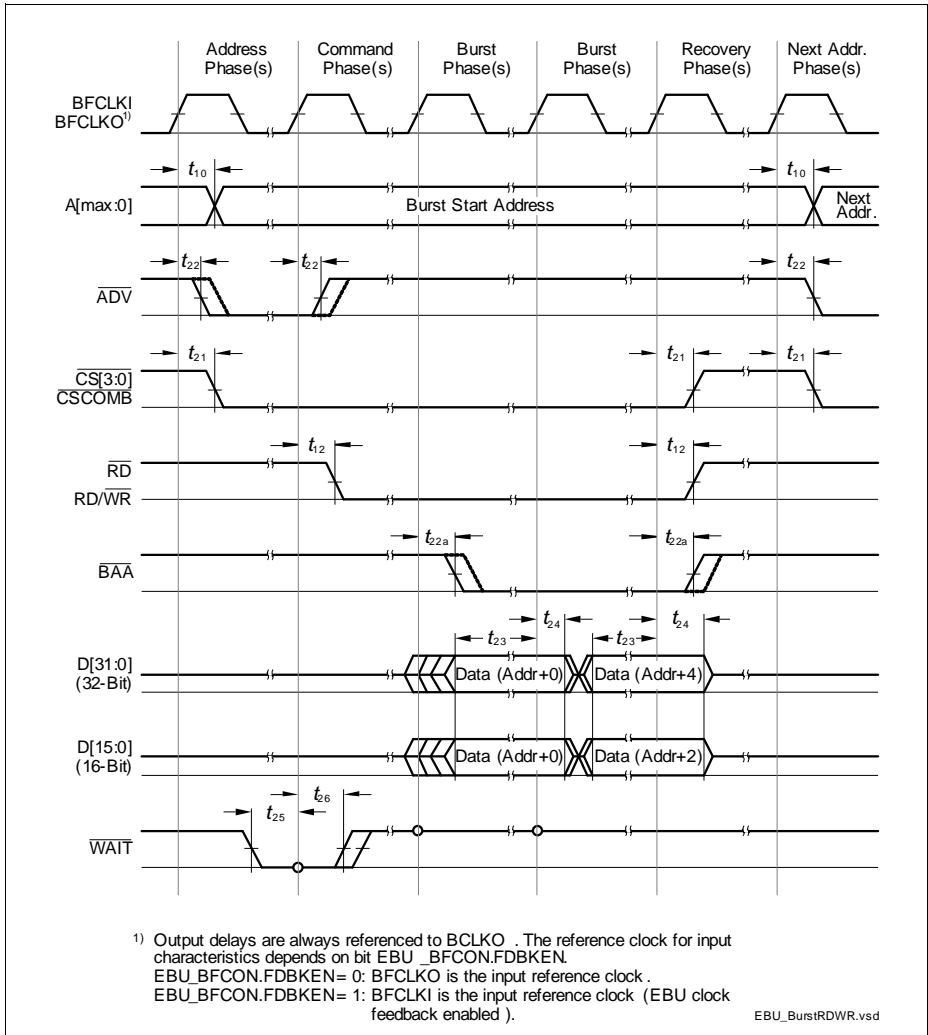 Address Phase(s)
Command Phase(s)
Burst Phase(s)
Burst Phase(s)
Recovery Phase(s)
Next Addr. Phase(s)
BFCLKI
BFCLKO1)
t10
t10
A[max:0]
Burst Start Address
Next Addr.
t22
t22
t22
ADV
t21
t21
t21
CS[3:0]
CSCOMB
t12
t12
RD
RD/WR
t22a
t22a
BAA
t24
t24
t23
t23
D[31:0]
(32-Bit)
Data (Addr+0)
Data (Addr+4)
D[15:0]
(16-Bit)
Data (Addr+0)
Data (Addr+2)
t26
t25
WAIT
1) Output delays are always referenced to BCLKO . The reference clock for input
characteristics depends on bit EBU _BFCON.FDBKEN.
EBU_BFCON.FDBKEN= 0: BFCLKO is the input reference clock .
EBU_BFCON.FDBKEN= 1: BFCLKI is the input reference clock (EBU clock
feedback enabled ).
EBU_BurstRDWR.vsd